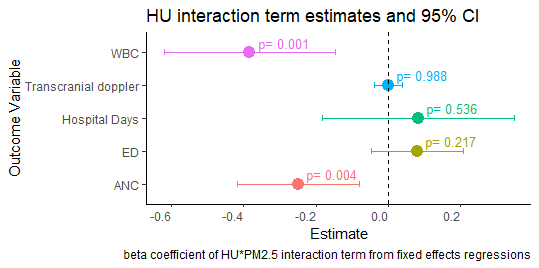 HU interaction term estimates and 95% CI
Outcome Variable
WBC
p= 0.001
Transcranial doppler
p= 0.988
Hospital Days
p= 0.536
ED
p= 0.217
ANC
p= 0.004
-0.6 -0.4 -0.2 0.0 0.2
Estimate
beta coefficient of HU*PM2.5 interaction term from fixed effects regressions